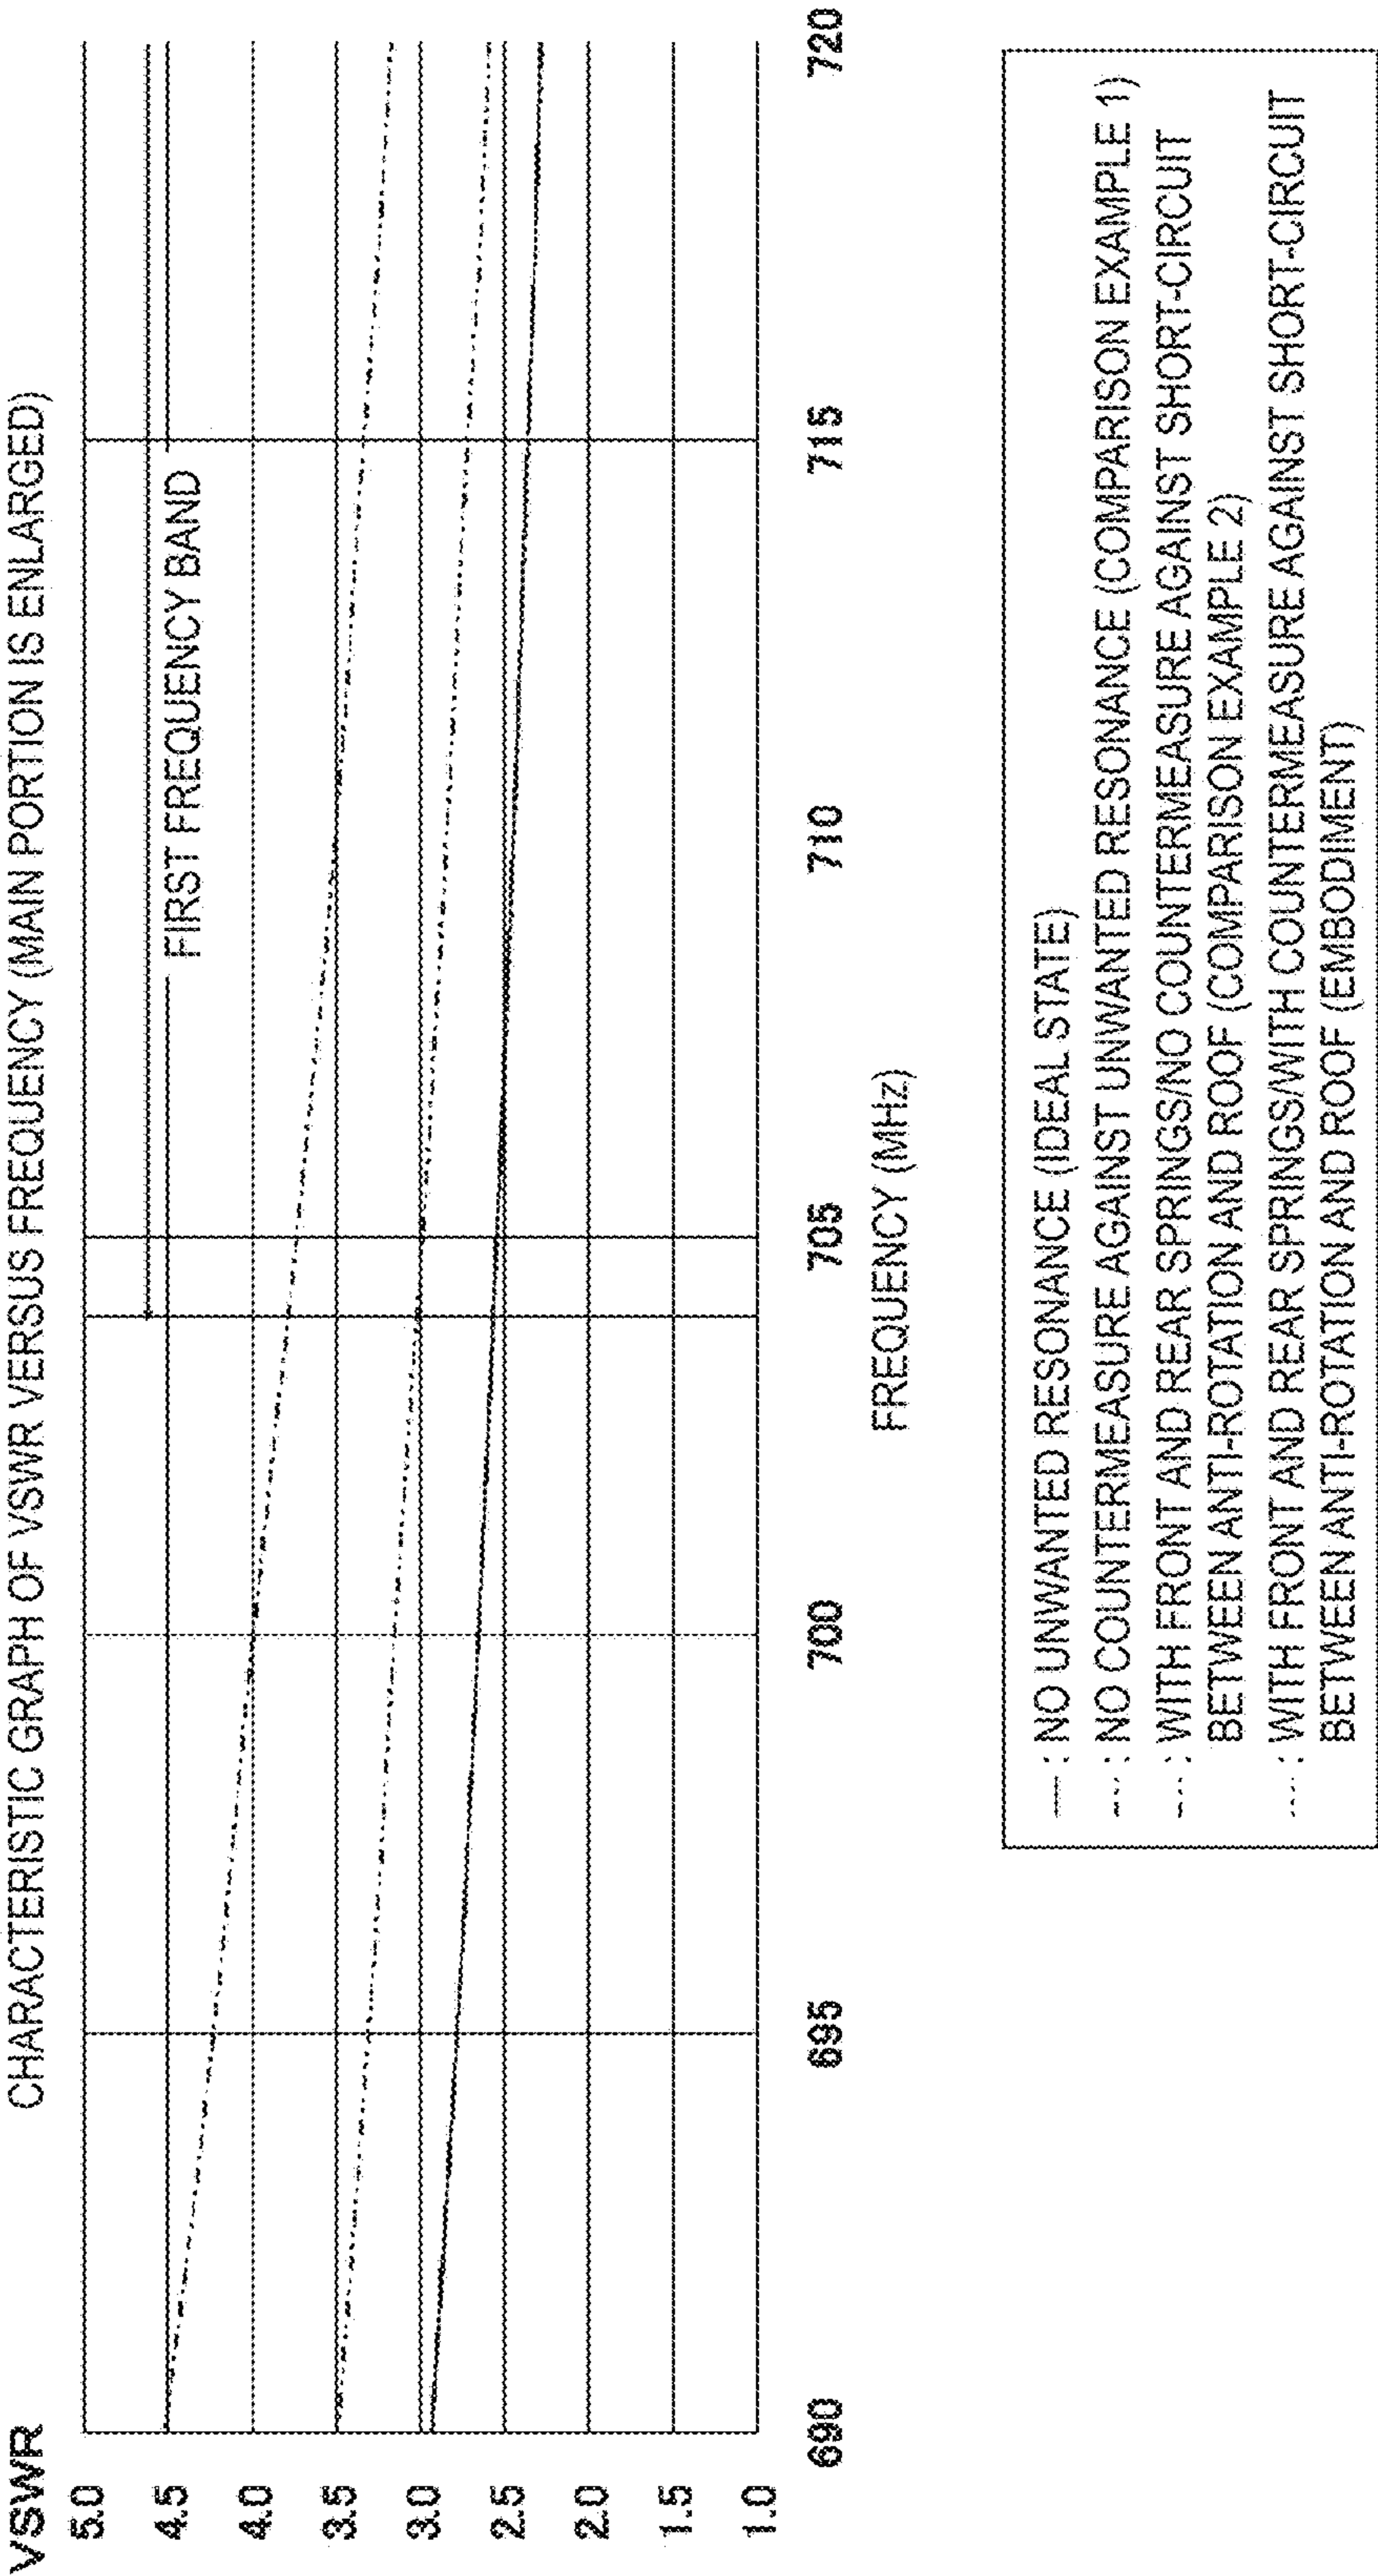 CHARACTERISTIC GRAPH OF VSWR VERSUS FREQUENCY (MAIN PORTION IS ENLARGED)
VSWR
5.0
4.5
4.0
3.5
3.0
2.5
2.0
1.5
1.0
FIRST FREQUENCY BAND
690
695
700
705
710
715
720
FREQUENCY (MHz)
: NO UNWANTED RESONANCE (IDEAL STATE)
: NO COUNTERMEASURE AGAINST UNWANTED RESONANCE (COMPARISON EXAMPLE 1)
: WITH FRONT AND REAR SPRINGS/NO COUNTERMEASURE AGAINST SHORT-CIRCUIT
BETWEEN ANTI-ROTATION AND ROOF (COMPARISON EXAMPLE 2)
: WITH FRONT AND REAR SPRINGS/WITH COUNTERMEASURE AGAINST SHORT-CIRCUIT
BETWEEN ANTI-ROTATION AND ROOF (EMBODIMENT)